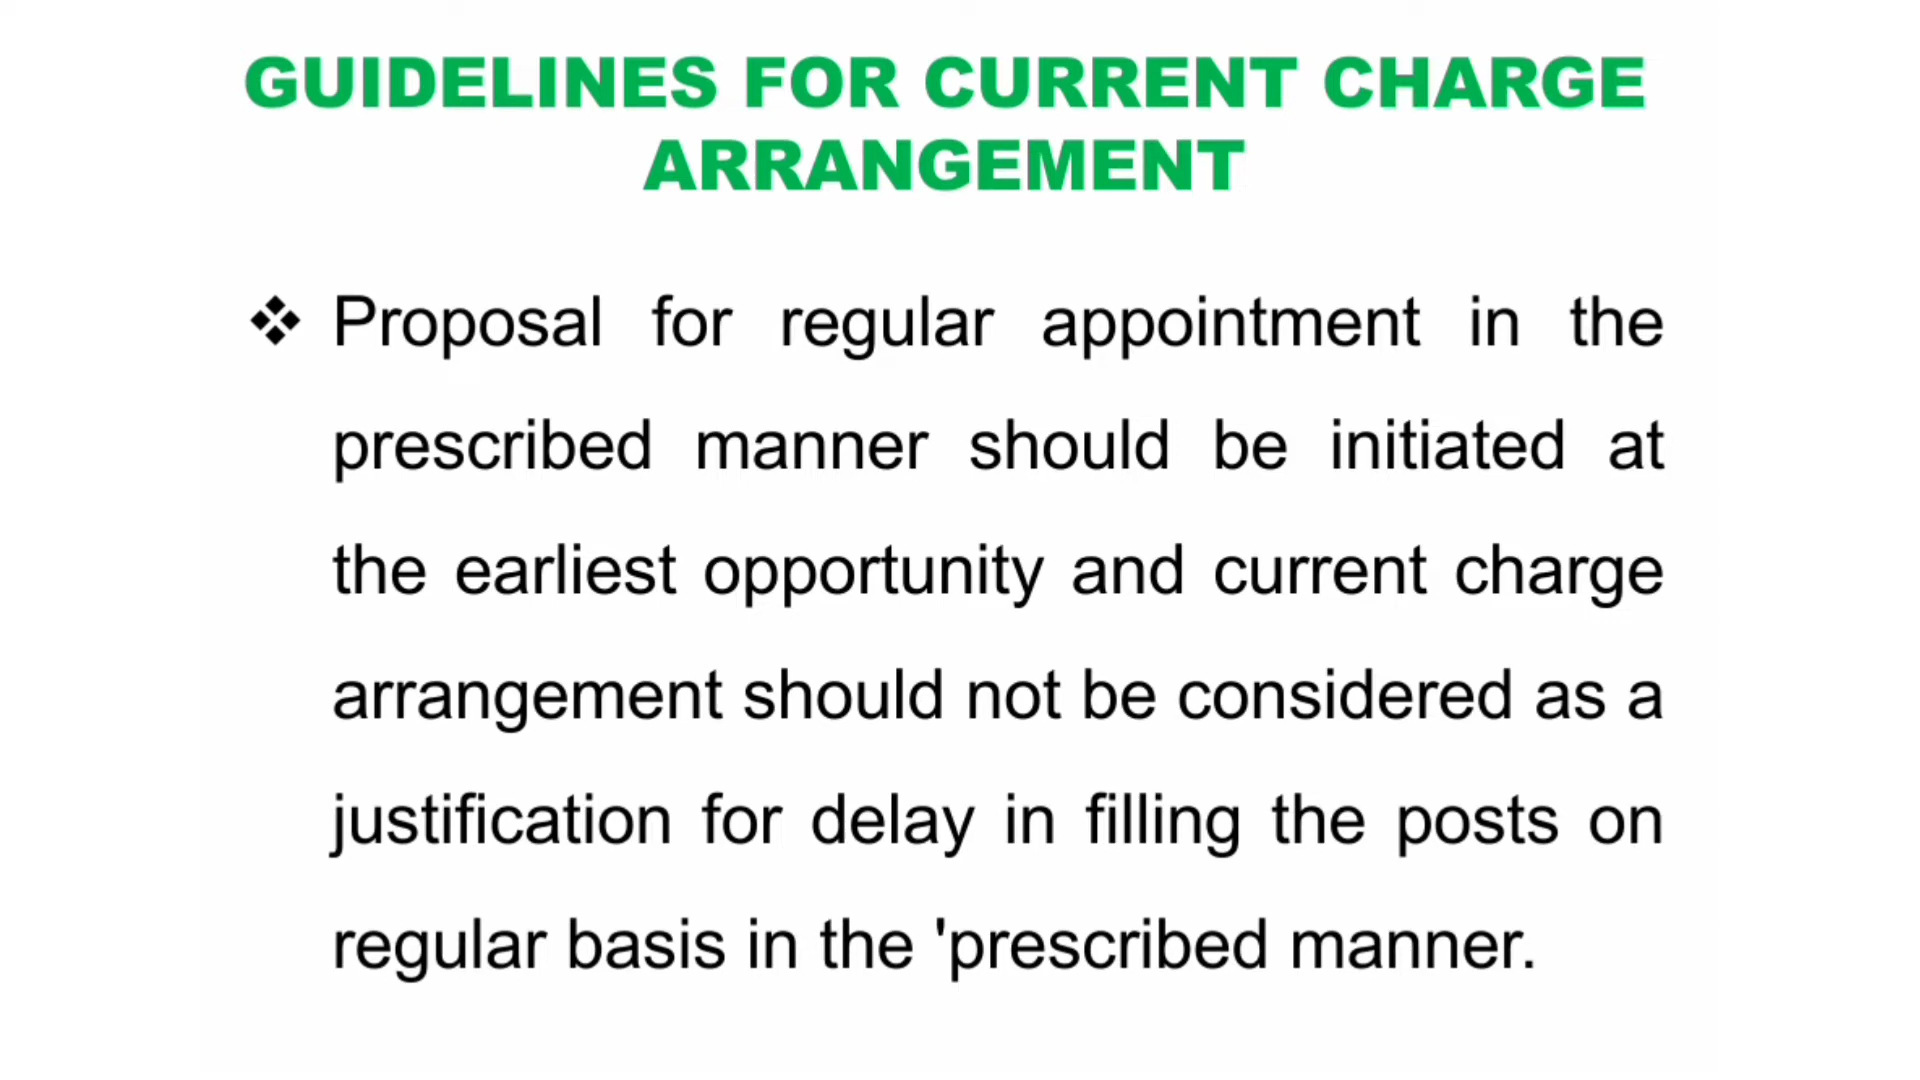 GUIDELINES FOR CURRENT CHARGE
ARRANGEMENT
❖ Proposal for regular appointment in the
prescribed manner should be initiated at
the earliest opportunity and current charge
arrangement should not be considered as a
justification for delay in filling the posts on
regular basis in the 'prescribed manner.